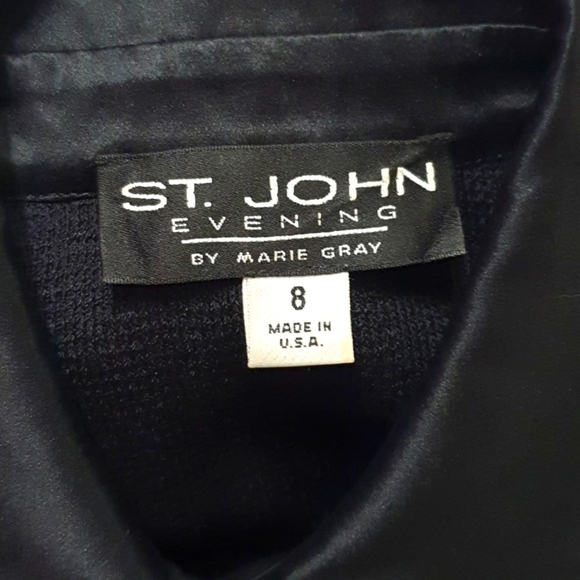 ST. JOHN
EVENING
BY MARIE GRAY
8
MADE IN
U.S.A.